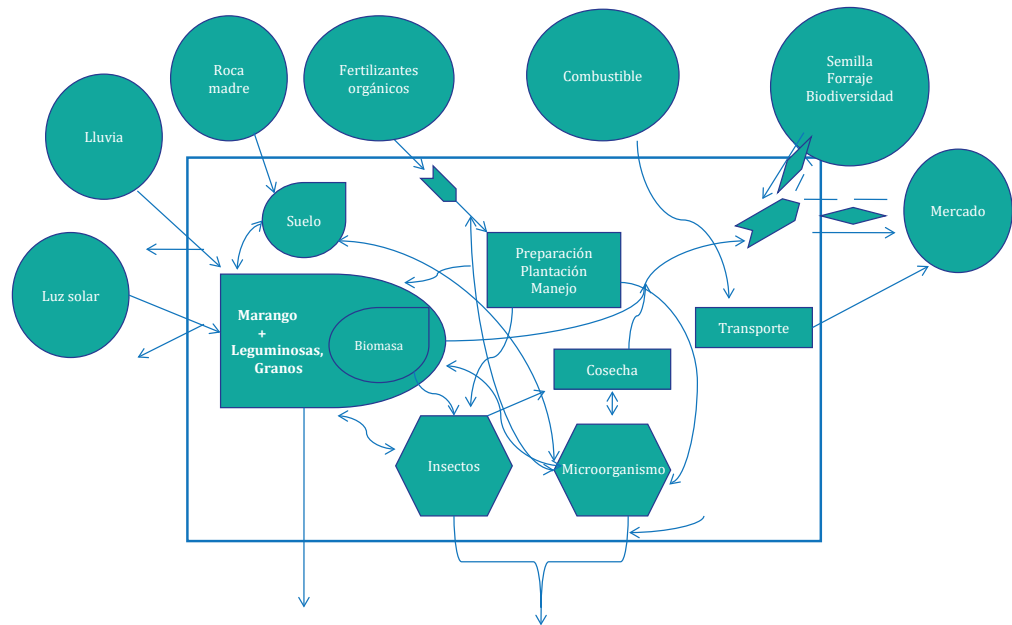 Roca
madre
Fertilizantes
orgánicos
Combustible
Semilla
Forraje
Biodiversidad
Lluvia
Suelo
Mercado
Preparación
Plantación
Manejo
Luz solar
Marango
+
Leguminosas,
Granos
Biomasa
Transporte
Cosecha
Insectos
Microorganismo